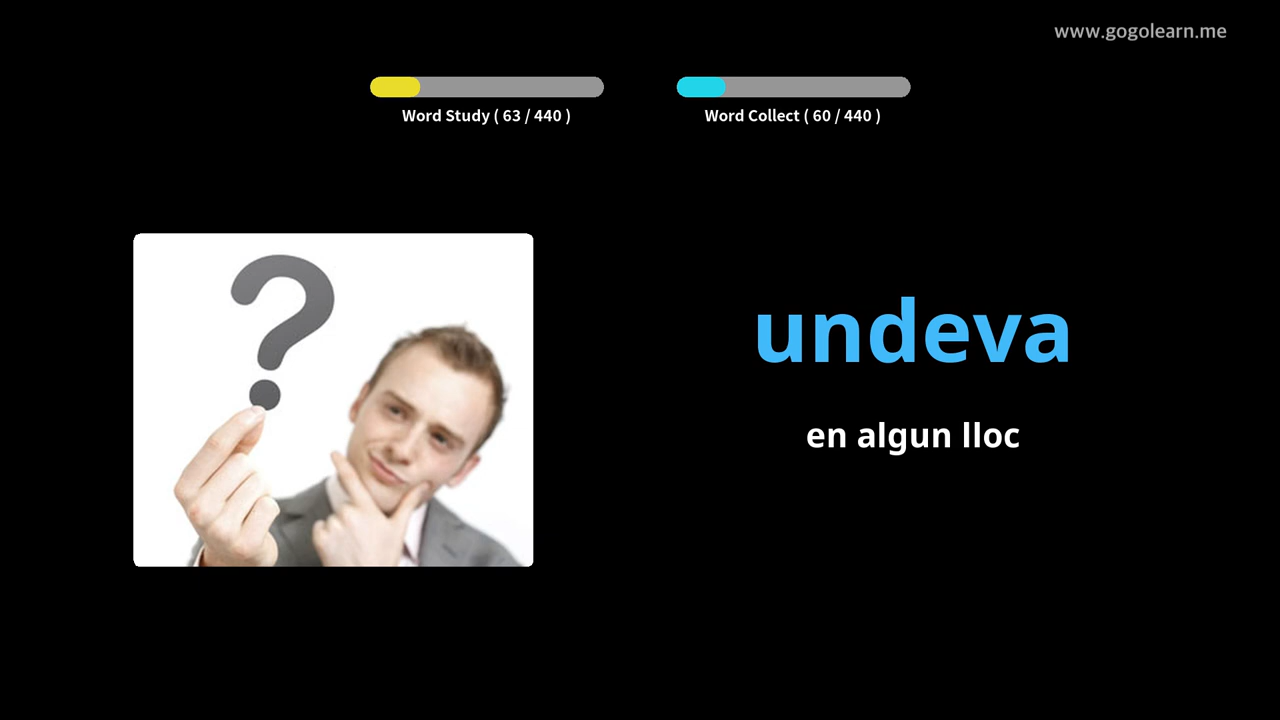 www.gogolearn.me
Word Study ( 63 / 440 )
Word Collect ( 60 / 440 )
?
undeva
en algun lloc